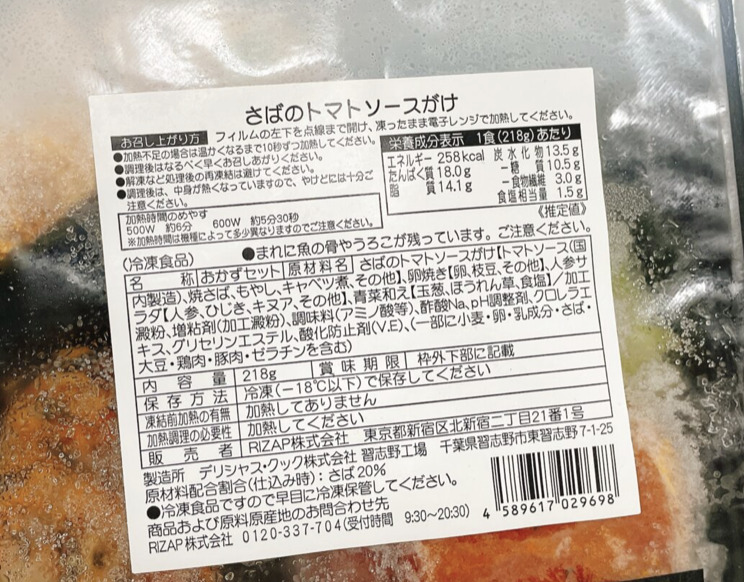 さばのトマトソースがけ
お召し上がり方 フィルムの左下を点線まで開け、凍ったまま電子レンジで加熱してください。
●加熱不足の場合は温かくなるまで10秒ずつ加熱してください。
●調理後はなるべく早くお召しあがりください。
●解凍など処理後の再凍結は避けてください。
●調理後は、中身が熱くなっていますので、やけどには十分ご
注意ください。
加熱時間のめやす
500W 約6分 600W 約5分30秒
※加熱時間は機種によって多少異なりますのでご注意ください。
栄養成分表示 1食(218g)あたり
エネルギー 258kcal 炭水化物 13.5g
たんぱく質 18.0g ー糖質 10.5g
脂質 14.1g ー食物繊維 3.0g
食塩相当量 1.5g
《推定値》
●まれに魚の骨やうろこが残っています。ご注意ください。
(冷凍食品)
名称 おかずセット 原材料名 さばのトマトソースがけ【トマトソース(国
内製造)、焼さば、もやし、キャベツ煮、その他】、卵焼き【卵、枝豆、その他】、人参サ
ラダ【人参、ひじき、キヌア、その他】、青菜和え【玉葱、ほうれん草、食塩】/加工
澱粉、増粘剤(加工澱粉)、調味料(アミノ酸等)、酢酸Na、pH調整剤、クロレラエ
キス、グリセリンエステル、酸化防止剤(V.E)、(一部に小麦・卵・乳成分・さば・
大豆・鶏肉・豚肉・ゼラチンを含む)
内容量 218g 賞味期限 枠外下部に記載
保存方法 冷凍(−18℃以下)で保存してください
凍結前加熱の有無 加熱してありません
加熱調理の必要性 加熱してください
販売者 RIZAP株式会社 東京都新宿区北新宿二丁目21番1号
製造所 デリシャス・クック株式会社 習志野工場 千葉県習志野市東習志野7-1-25
原材料配合割合(仕込み時):さば20%
●冷凍食品ですので早目に冷凍保管してください。
商品および原料原産地のお問合わせ先
RIZAP株式会社 0120-337-704(受付時間 9:30〜20:30)
4 589617 029698